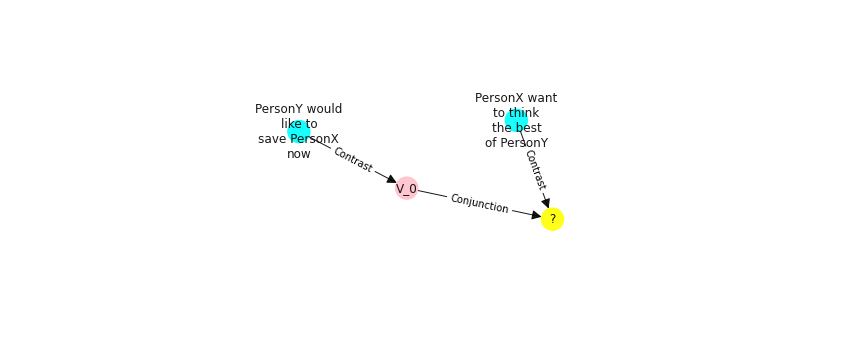 PersonY would
like to
save PersonX
now
PersonX want
to think
the best
of PersonY
Contrast
Contrast
V_0
Conjunction
?